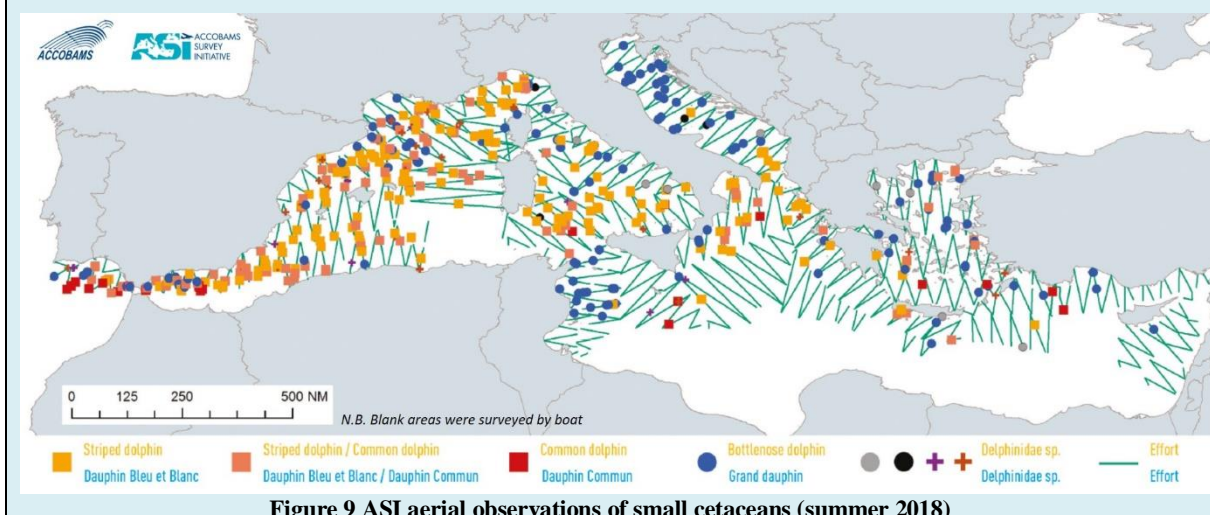 ACCOBAMS
ASI
ACCOBAMS
SURVEY
INITIATIVE
0 125 250 500 NM
N.B. Blank areas were surveyed by boat
Striped dolphin
Dauphin Bleu et Blanc
Striped dolphin / Common dolphin
Dauphin Bleu et Blanc / Dauphin Commun
Common dolphin
Dauphin Commun
Bottlenose dolphin
Grand dauphin
Delphinidae sp.
Delphinidae sp.
Effort
Effort
Figure 9 ASI aerial observations of small cetaceans (summer 2018)